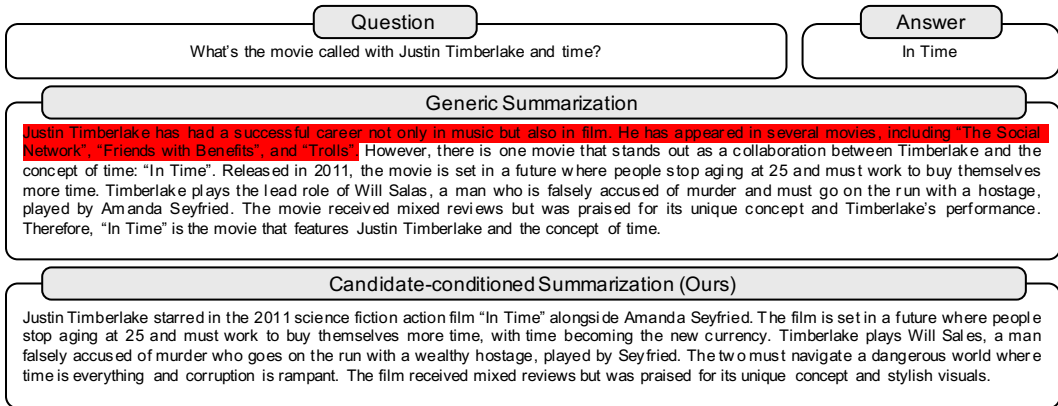 Question
Answer
What's the movie called with Justin Timberlake and time?
In Time
Generic Summarization
Justin Timberlake has had a successful career not only in music but also in film. He has appeared in several movies, including “The Social
Network”, “Friends with Benefits”, and “Trolls”. However, there is one movie that stands out as a collaboration between Timberlake and the
concept of time: “In Time”. Released in 2011, the movie is set in a future where people stop aging at 25 and must work to buy themselves
more time. Timberlake plays the lead role of Will Salas, a man who is falsely accused of murder and must go on the run with a hostage,
played by Amanda Seyfried. The movie received mixed reviews but was praised for its unique concept and Timberlake's performance.
Therefore, “In Time” is the movie that features Justin Timberlake and the concept of time.
Candidate-conditioned Summarization (Ours)
Justin Timberlake starred in the 2011 science fiction action film “In Time” alongside Amanda Seyfried. The film is set in a future where people
stop aging at 25 and must work to buy themselves more time, with time becoming the new currency. Timberlake plays Will Sales, a man
falsely accused of murder who goes on the run with a wealthy hostage, played by Seyfried. The two must navigate a dangerous world where
time is everything and corruption is rampant. The film received mixed reviews but was praised for its unique concept and stylish visuals.